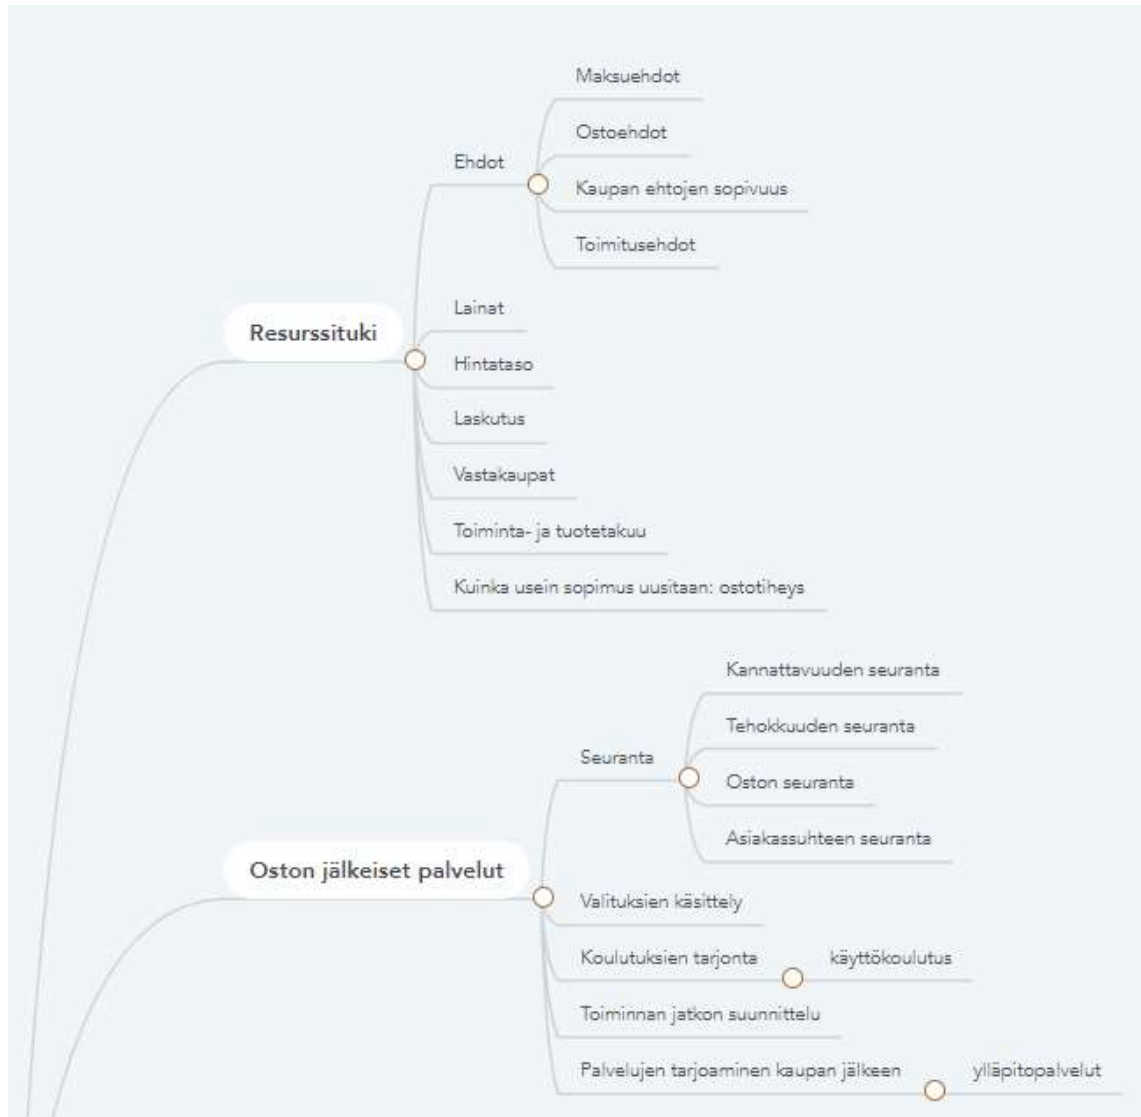 Maksuehdot
Ostoehdot
Ehdot
Kaupan ehtojen sopivuus
Toimitusehdot
Lainat
Resurssituki
Hintataso
Laskutus
Vastakaupat
Toiminta- ja tuotetakuu
Kuinka usein sopimus uusitaan: ostotiheys
Kannattavuuden seuranta
Tehokkuuden seuranta
Seuranta
Oston seuranta
Asiakassuhteen seuranta
Oston jälkeiset palvelut
Valituksien käsittely
Koulutuksien tarjonta käyttökoulutus
Toiminnan jatkon suunnittelu
Palvelujen tarjoaminen kaupan jälkeen ylläpitopalvelut